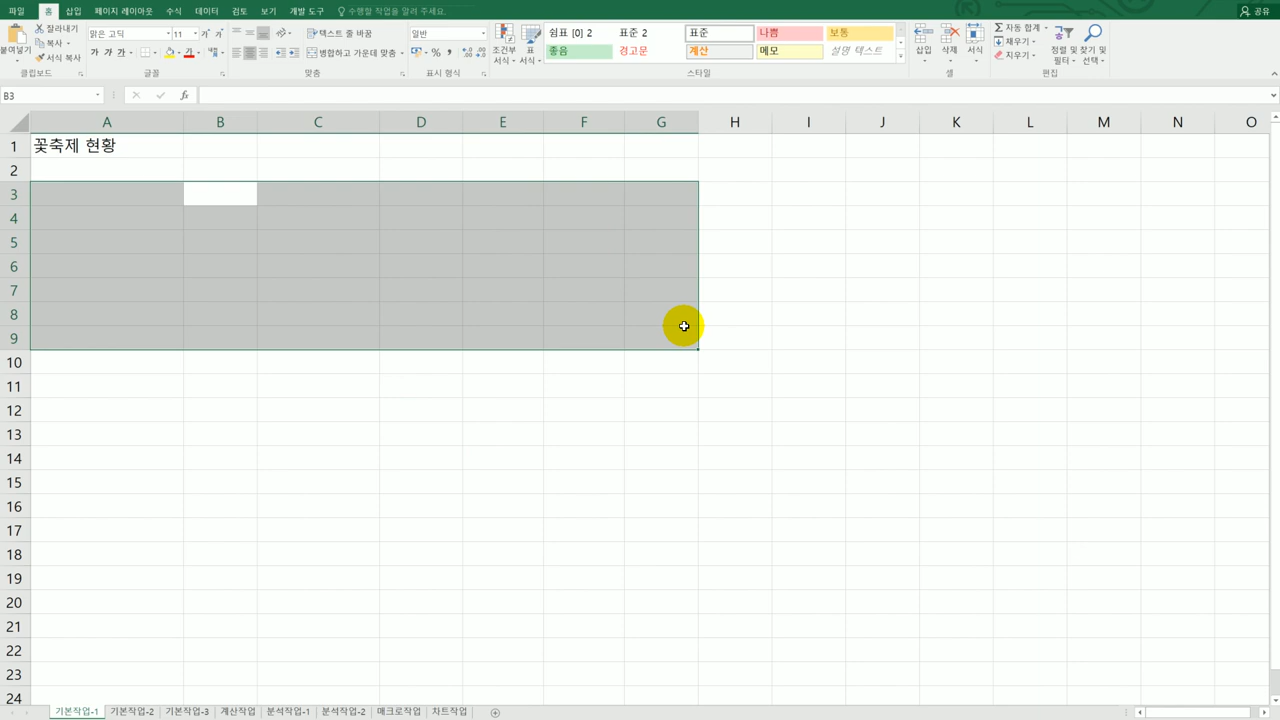 파일 홈 삽입 페이지 레이아웃 수식 데이터 검토 보기 개발 도구 수행할 작업을 알려 주세요. 공유
붙여넣기 잘라내기 복사 서식 복사
맑은 고딕 11 가 가
가 가 가 가
텍스트 줄 바꿈
병합하고 가운데 맞춤
일반
% ,
조건부 서식 표 서식
쉼표 [0] 2 표준 2 표준 나쁨 보통
좋음 경고문 계산 메모 설명 텍스트
삽입 삭제 서식
Σ 자동 합계 채우기 지우기
정렬 및 필터 찾기 및 선택
클립보드 글꼴 맞춤 표시 형식 스타일 셀 편집
B3 fx
A B C D E F G H I J K L M N O
1 꽃축제 현황
2
3
4
5
6
7
8
9
10
11
12
13
14
15
16
17
18
19
20
21
22
23
24
기본작업-1 기본작업-2 기본작업-3 계산작업 분석작업-1 분석작업-2 매크로작업 차트작업